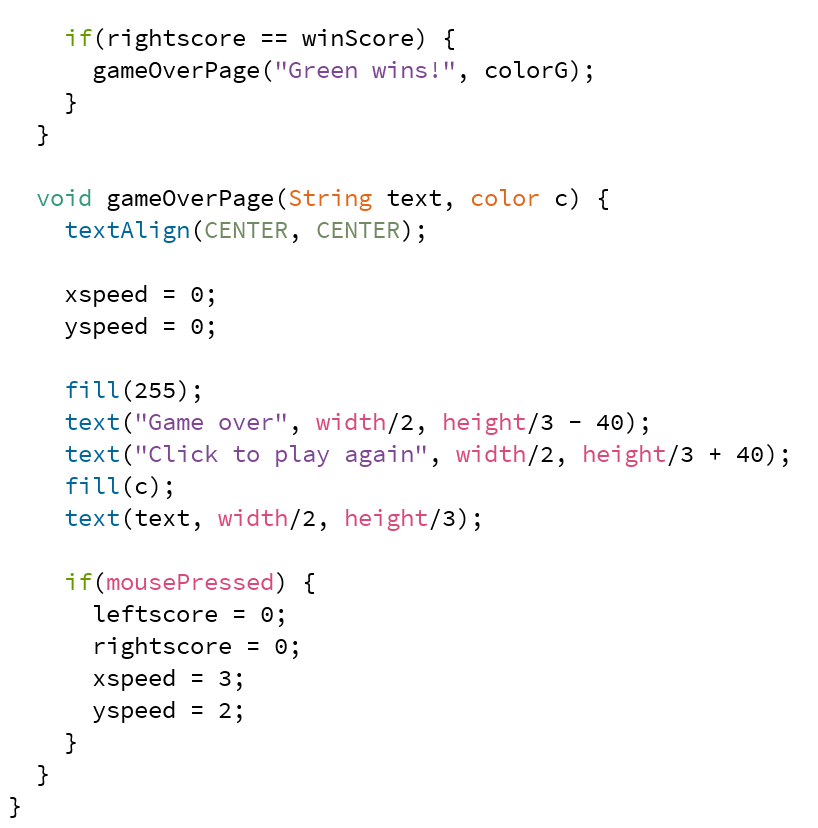 if(rightscore == winScore) {
      gameOverPage("Green wins!", colorG);
    }
  }

  void gameOverPage(String text, color c) {
    textAlign(CENTER, CENTER);

    xspeed = 0;
    yspeed = 0;

    fill(255);
    text("Game over", width/2, height/3 - 40);
    text("Click to play again", width/2, height/3 + 40);
    fill(c);
    text(text, width/2, height/3);

    if(mousePressed) {
      leftscore = 0;
      rightscore = 0;
      xspeed = 3;
      yspeed = 2;
    }
  }
}